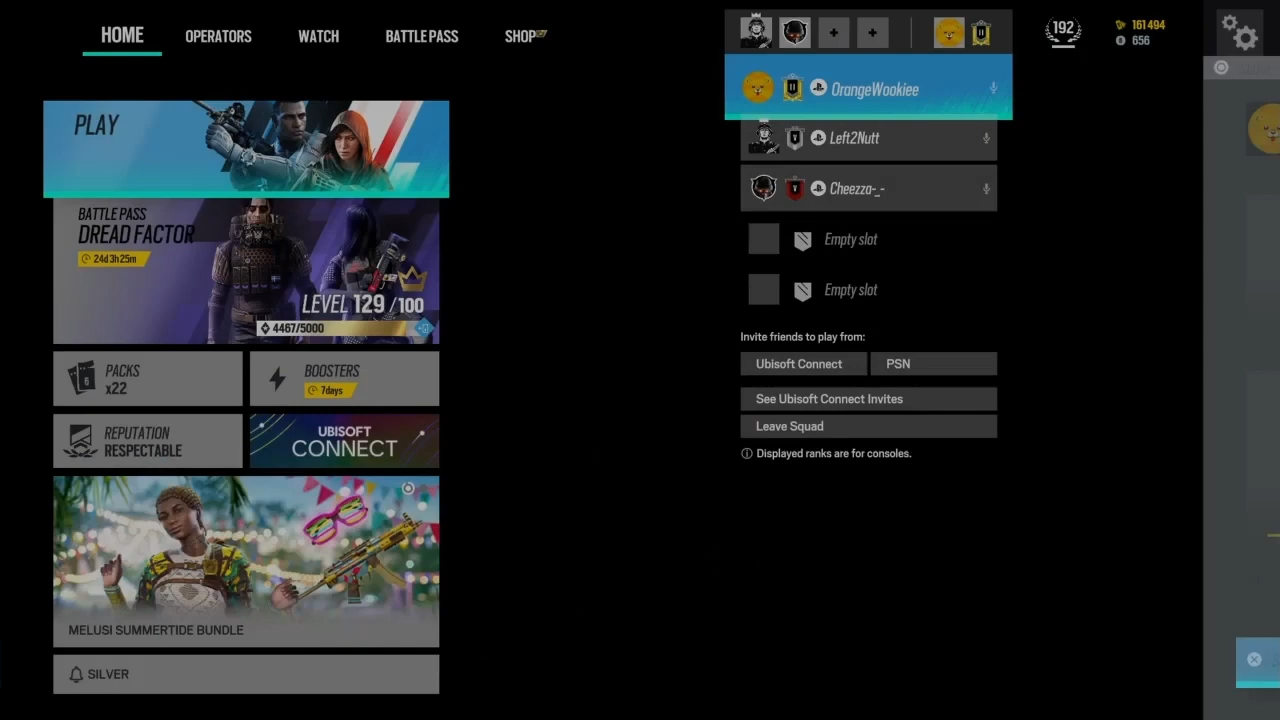 HOME
OPERATORS
WATCH
BATTLE PASS
SHOP
192
161 494
656
PLAY
OrangeWookiee
Left2Nutt
Cheezza-_-
Empty slot
Empty slot
BATTLE PASS
DREAD FACTOR
24d 3h 25m
LEVEL 129 /100
4467/5000
PACKS
x22
BOOSTERS
7days
REPUTATION
RESPECTABLE
UBISOFT
CONNECT
Invite friends to play from:
Ubisoft Connect
PSN
See Ubisoft Connect Invites
Leave Squad
Displayed ranks are for consoles.
MELUSI SUMMERTIDE BUNDLE
SILVER